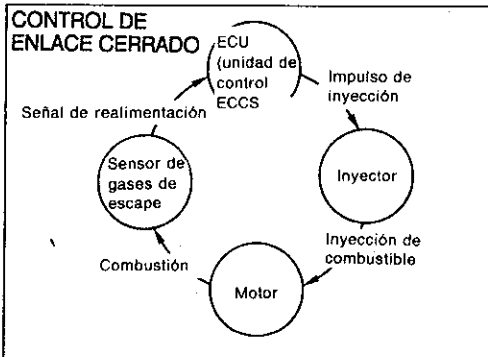 CONTROL DE
ENLACE CERRADO
ECU
(unidad de
control
ECCS
Impulso de
inyección
Señal de realimentación
Sensor de
gases de
escape
Inyector
Inyección de
combustible
Combustión
Motor